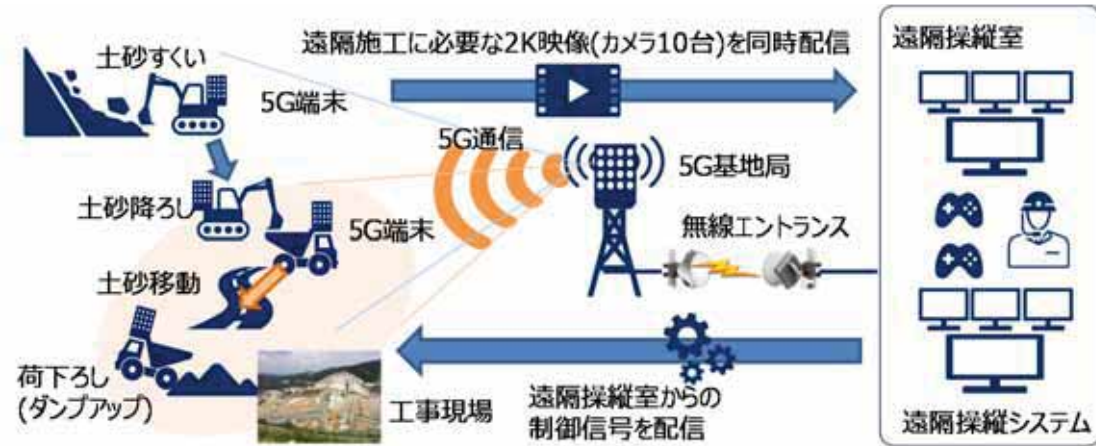 遠隔施工に必要な2K映像(カメラ10台)を同時配信
遠隔操縦室
土砂すくい
5G端末
5G通信
5G基地局
土砂降ろし
5G端末
無線エントランス
土砂移動
荷下ろし
(ダンプアップ)
工事現場
遠隔操縦室からの
制御信号を配信
遠隔操縦システム